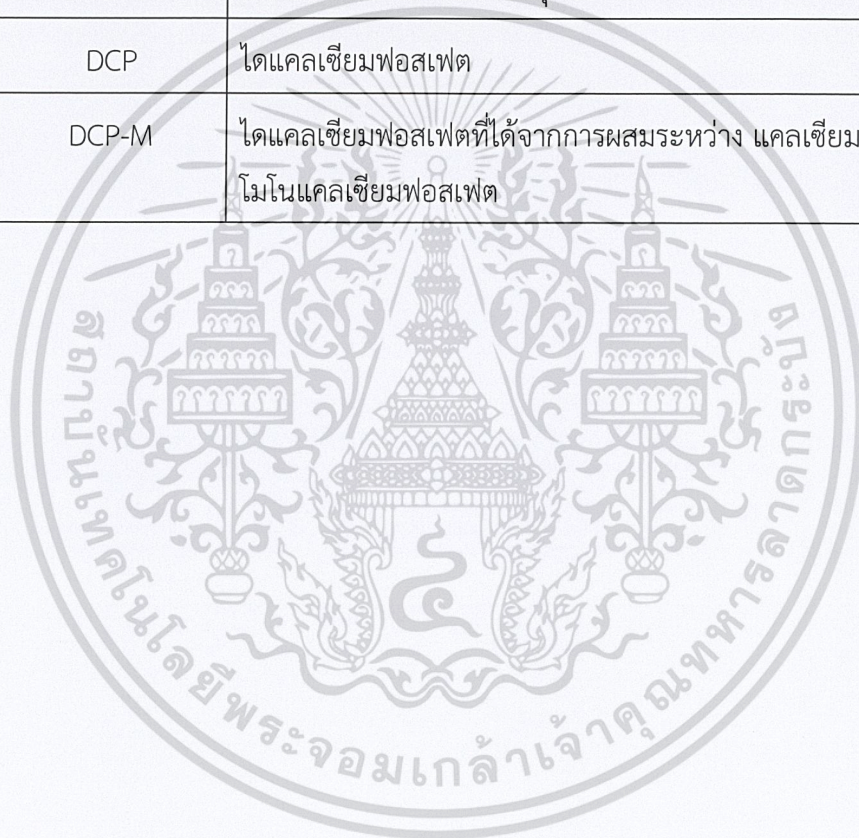 DCP ไดแคลเซียมฟอสเฟต
DCP-M ไดแคลเซียมฟอสเฟตที่ได้จากการผสมระหว่าง แคลเซียม
โมโนแคลเซียมฟอสเฟต
สถาบันเทคโนโลยีพระจอมเกล้าเจ้าคุณทหารลาดกระบัง
๔